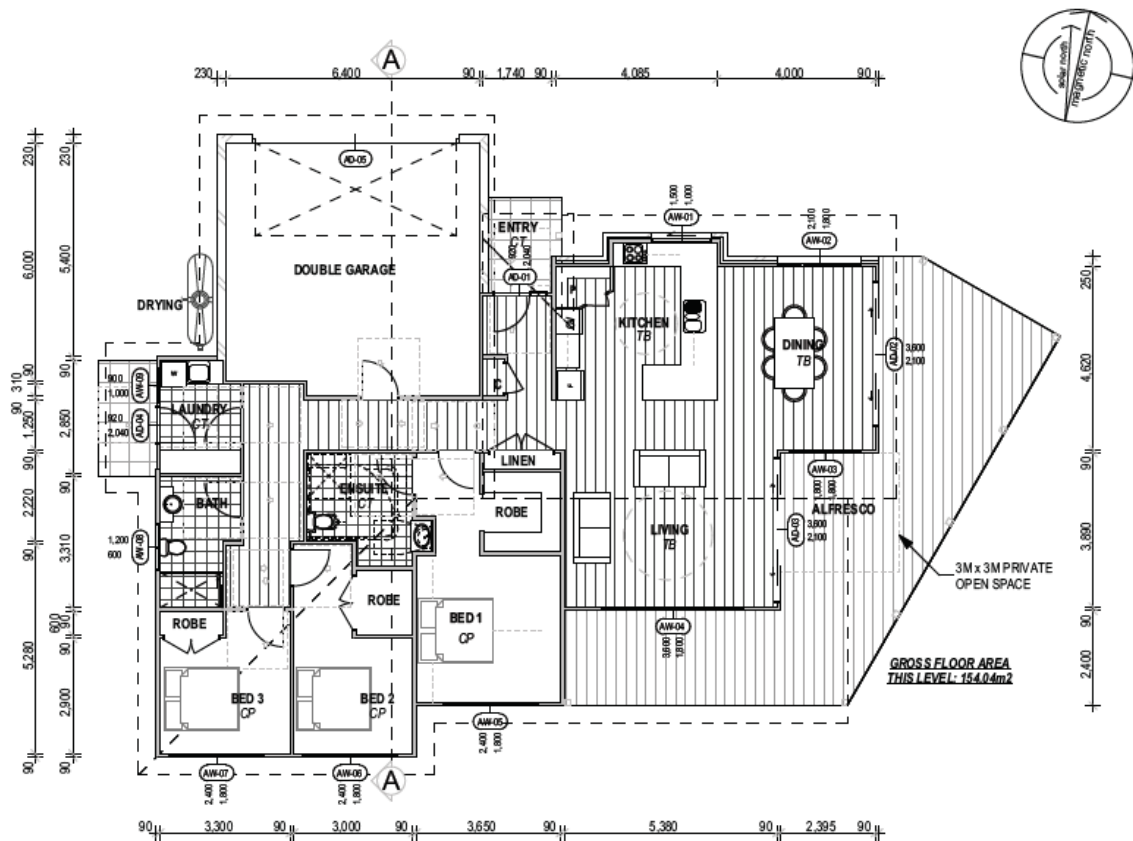 solar north
magnetic north
A
230
6,400
90
1,740
90
4,085
4,000
90
230
6,000
90
310
90
1,250
90
2,220
90
3,310
600
90
5,280
90
230
5,400
90
2,850
90
90
2,900
90
AD-05
1,500
1,000
AW-01
2,100
1,800
AW-02
ENTRY
CT
920
2,040
AD-01
DOUBLE GARAGE
DRYING
KITCHEN
TB
DINING
TB
AD-02
3,600
2,100
P
F
C
W
900
1,000
AW-09
920
2,040
AD-04
LAUNDRY
CT
LINEN
BATH
ENSUITE
CT
ROBE
LIVING
TB
AW-03
1,800
1,800
ALFRESCO
AD-03
3,600
2,100
1,200
600
AW-08
3M x 3M PRIVATE
OPEN SPACE
ROBE
ROBE
BED 1
CP
AW-04
3,600
1,800
GROSS FLOOR AREA
THIS LEVEL: 154.04m2
BED 3
CP
BED 2
CP
AW-05
2,400
1,800
AW-07
2,400
1,800
AW-06
2,400
1,800
A
250
4,620
90
3,890
90
2,400
90
3,300
90
3,000
90
3,650
90
5,380
90
2,395
90